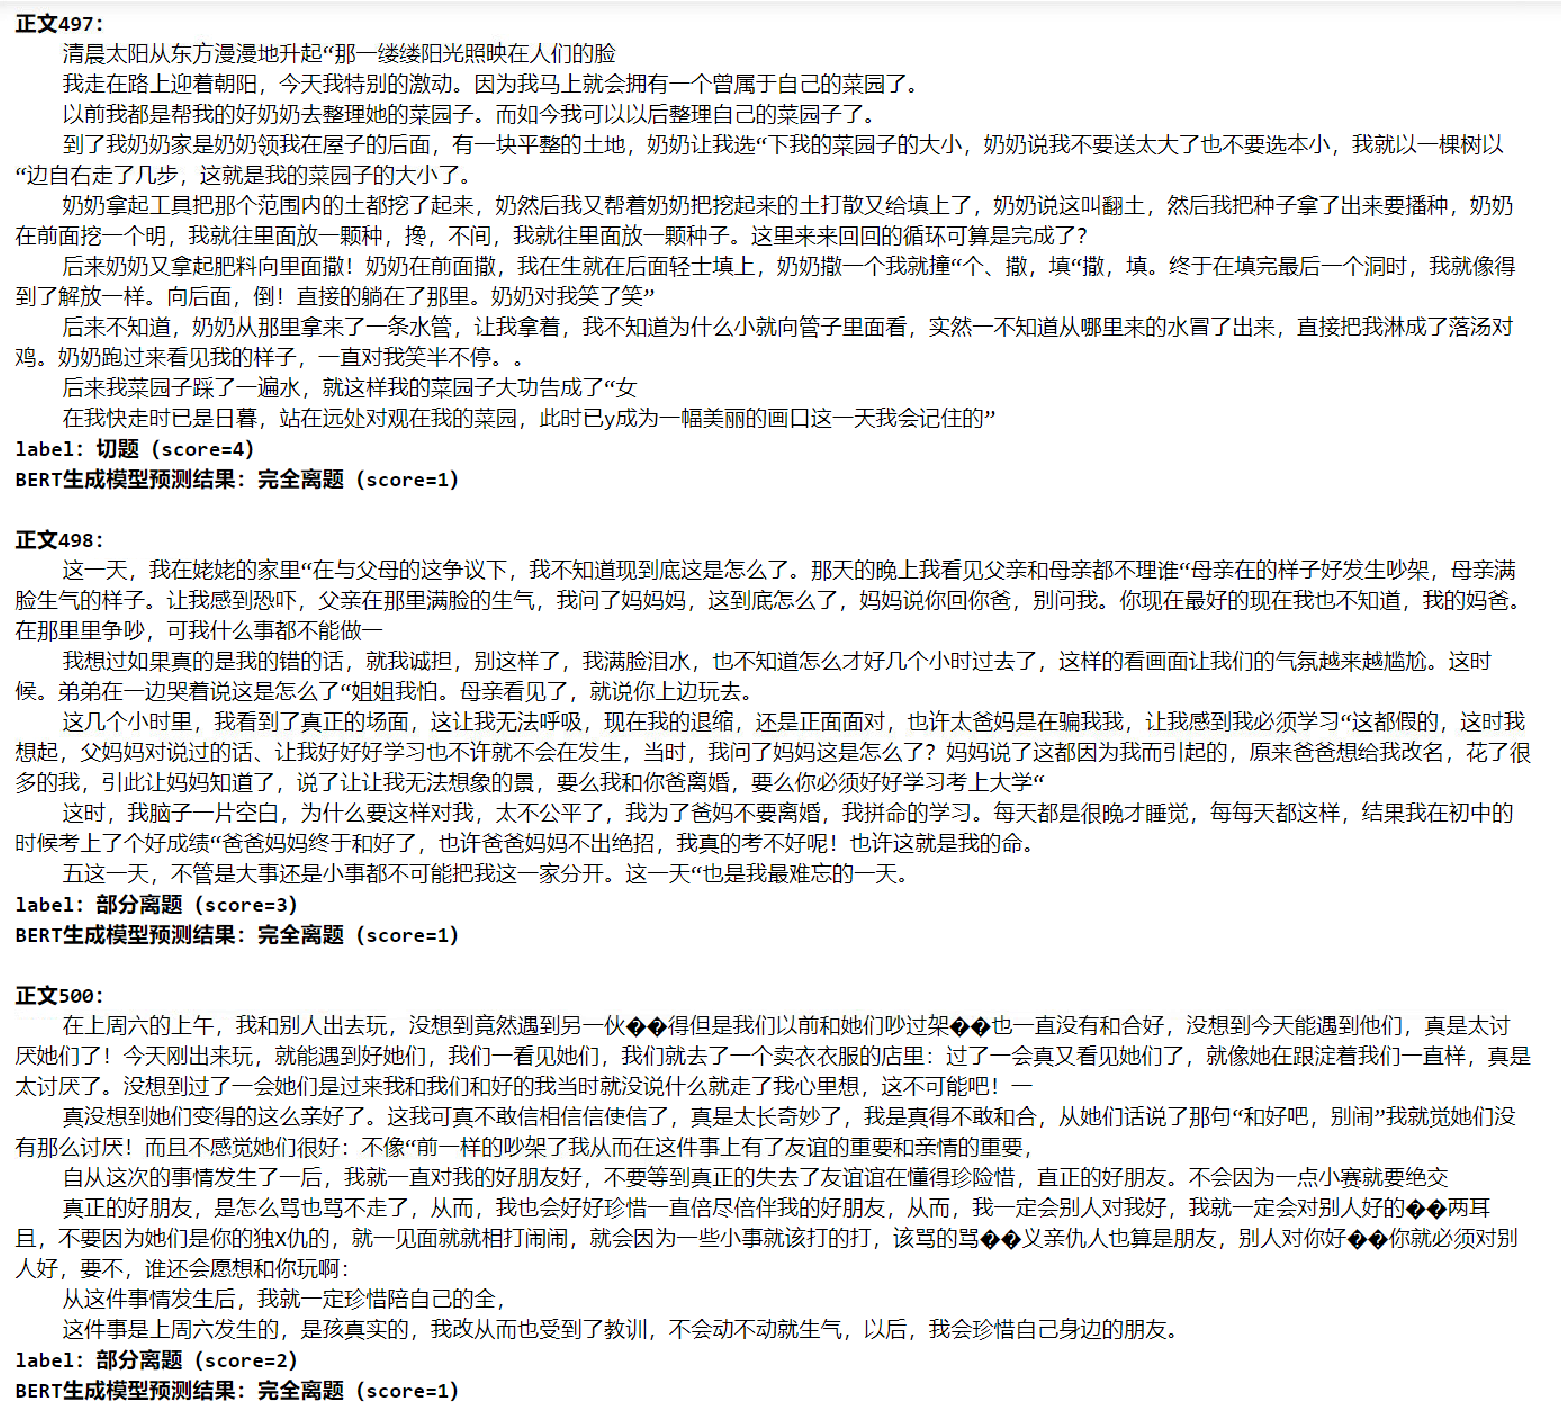 正文497:
清晨太阳从东方漫漫地升起“那一缕缕阳光照映在人们的脸
我走在路上迎着朝阳，今天我特别的激动。因为我马上就会拥有一个曾属于自己的菜园了。
以前我都是帮我的好奶奶去整理她的菜园子。而如今我可以以后整理自己的菜园子了。
到了我奶奶家是奶奶领我在屋子的后面，有一块平整的土地，奶奶让我选“下我的菜园子的大小，奶奶说我不要送太大了也不要选本小，我就以一棵树以
“边自右走了几步，这就是我的菜园子的大小了。
奶奶拿起工具把那个范围内的土都挖了起来，奶然后我又帮着奶奶把挖起来的土打散又给填上了，奶奶说这叫翻土，然后我把种子拿了出来要播种，奶奶
在前面挖一个明，我就往里面放一颗种，搀，不间，我就往里面放一颗种子。这里来来回回的循环可算是完成了?
后来奶奶又拿起肥料向里面撒！奶奶在前面撒，我在生就在后面轻士填上，奶奶撒一个我就撞“个、撒，填“撒，填。终于在填完最后一个洞时，我就像得
到了解放一样。向后面，倒！直接的躺在了那里。奶奶对我笑了笑”
后来不知道，奶奶从那里拿来了一条水管，让我拿着，我不知道为什么小就向管子里面看，实然一不知道从哪里来的水冒了出来，直接把我淋成了落汤对
鸡。奶奶跑过来看见我的样子，一直对我笑半不停。。
后来我菜园子踩了一遍水，就这样我的菜园子大功告成了“女
在我快走时已是日暮，站在远处对观在我的菜园，此时已y成为一幅美丽的画口这一天我会记住的”
label: 切题 (score=4)
BERT生成模型预测结果: 完全离题 (score=1)
正文498:
这一天，我在姥姥的家里“在与父母的这争议下，我不知道现到底这是怎么了。那天的晚上我看见父亲和母亲都不理谁“母亲在的样子好发生吵架，母亲满
脸生气的样子。让我感到恐吓，父亲在那里满脸的生气，我问了妈妈妈，这到底怎么了，妈妈说你回你爸，别问我。你现在最好的现在我也不知道，我的妈爸。
在那里里争吵，可我什么事都不能做一
我想过如果真的是我的错的话，就我诚担，别这样了，我满脸泪水，也不知道怎么才好几个小时过去了，这样的看画面让我们的气氛越来越尴尬。这时
候。弟弟在一边哭着说这是怎么了“姐姐我怕。母亲看见了，就说你上边玩去。
这几个小时里，我看到了真正的场面，这让我无法呼吸，现在我的退缩，还是正面面对，也许太爸妈是在骗我我，让我感到我必须学习“这都假的，这时我
想起，父妈妈对说过的话、让我好好好学习也不许就不会在发生，当时，我问了妈妈这是怎么了？妈妈说了这都因为我而引起的，原来爸爸想给我改名，花了很
多的我，引此让妈妈知道了，说了让让我无法想象的景，要么我和你爸离婚，要么你必须好好学习考上大学“
这时，我脑子一片空白，为什么要这样对我，太不公平了，我为了爸妈不要离婚，我拼命的学习。每天都是很晚才睡觉，每每天都这样，结果我在初中的
时候考上了个好成绩“爸爸妈妈终于和好了，也许爸爸妈妈不出绝招，我真的考不好呢！也许这就是我的命。
五这一天，不管是大事还是小事都不可能把我这一家分开。这一天“也是我最难忘的一天。
label: 部分离题 (score=3)
BERT生成模型预测结果: 完全离题 (score=1)
正文500:
在上周六的上午，我和别人出去玩，没想到竟然遇到另一伙��得但是我们以前和她们吵过架��也一直没有和合好，没想到今天能遇到他们，真是太讨
厌她们了！今天刚出来玩，就能遇到好她们，我们一看见她们，我们就去了一个卖衣衣服的店里：过了一会真又看见她们了，就像她在跟淀着我们一直样，真是
太讨厌了。没想到过了一会她们是过来我和我们和好的我当时就没说什么就走了我心里想，这不可能吧！一
真没想到她们变得的这么亲好了。这我可真不敢信相信信使信了，真是太长奇妙了，我是真得不敢和合，从她们话说了那句“和好吧，别闹”我就觉她们没
有那么讨厌！而且不感觉她们很好：不像“前一样的吵架了我从而在这件事上有了友谊的重要和亲情的重要，
自从这次的事情发生了一后，我就一直对我的好朋友好，不要等到真正的失去了友谊谊在懂得珍险惜，直正的好朋友。不会因为一点小赛就要绝交
真正的好朋友，是怎么骂也骂不走了，从而，我也会好好珍惜一直倍尽倍伴我的好朋友，从而，我一定会别人对我好，我就一定会对别人好的��两耳
且，不要因为她们是你的独X仇的，就一见面就就相打闹闹，就会因为一些小事就该打的打，该骂的骂��义亲仇人也算是朋友，别人对你好��你就必须对别
人好，要不，谁还会愿想和你玩啊：
从这件事情发生后，我就一定珍惜陪自己的全，
这件事是上周六发生的，是孩真实的，我改从而也受到了教训，不会动不动就生气，以后，我会珍惜自己身边的朋友。
label: 部分离题 (score=2)
BERT生成模型预测结果: 完全离题 (score=1)